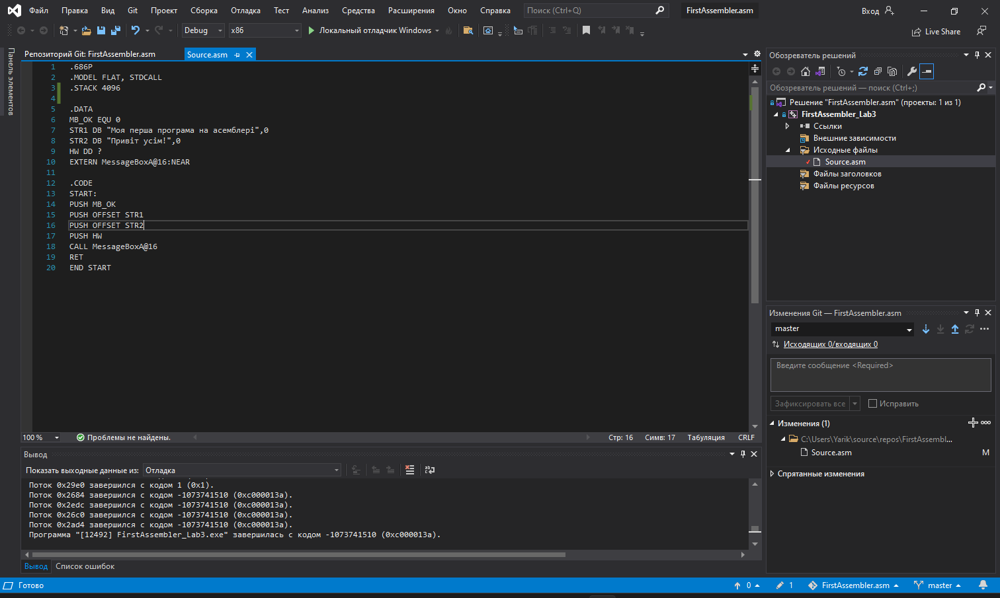 Файл Правка Вид Git Проект Сборка Отладка Тест Анализ Средства Расширения Окно Справка Поиск (Ctrl+Q) FirstAssembler.asm Вход
Debug x86 Локальный отладчик Windows Live Share
Панель элементов
Репозиторий Git: FirstAssembler.asm Source.asm
1 .686P
2 .MODEL FLAT, STDCALL
3 .STACK 4096
4
5 .DATA
6 MB_OK EQU 0
7 STR1 DB "Моя перша програма на асемблері",0
8 STR2 DB "Привіт усім!",0
9 HW DD ?
10 EXTERN MessageBoxA@16:NEAR
11
12 .CODE
13 START:
14 PUSH MB_OK
15 PUSH OFFSET STR1
16 PUSH OFFSET STR2
17 PUSH HW
18 CALL MessageBoxA@16
19 RET
20 END START
100 % Проблемы не найдены. Стр: 16 Симв: 17 Табуляция CRLF
Вывод
Показать выходные данные из: Отладка
Поток 0x29e0 завершился с кодом 1 (0x1).
Поток 0x2684 завершился с кодом -1073741510 (0xc000013a).
Поток 0x2edc завершился с кодом -1073741510 (0xc000013a).
Поток 0x26c0 завершился с кодом -1073741510 (0xc000013a).
Поток 0x2ad4 завершился с кодом -1073741510 (0xc000013a).
Программа "[12492] FirstAssembler_Lab3.exe" завершилась с кодом -1073741510 (0xc000013a).
Вывод Список ошибок
Обозреватель решений
Обозреватель решений — поиск (Ctrl+;)
Решение "FirstAssembler.asm" (проекты: 1 из 1)
FirstAssembler_Lab3
Ссылки
Внешние зависимости
Исходные файлы
Source.asm
Файлы заголовков
Файлы ресурсов
Изменения Git — FirstAssembler.asm
master
Исходящих 0/входящих 0
Введите сообщение <Required>
Зафиксировать все Исправить
Изменения (1)
C:\Users\Yarik\source\repos\FirstAssembl...
Source.asm M
Спрятанные изменения
Готово 0 1 FirstAssembler.asm master